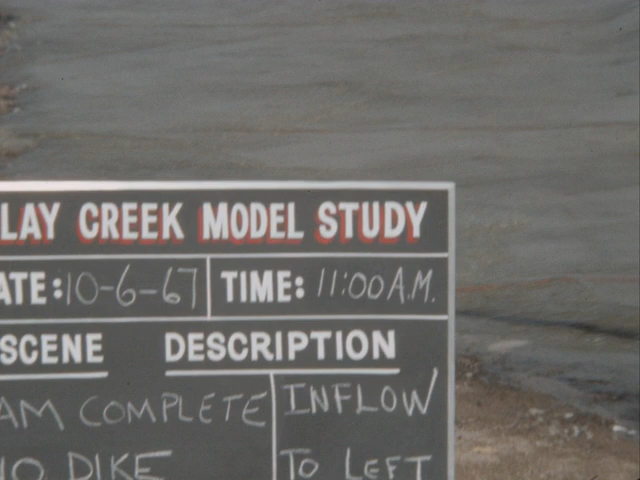 LAY CREEK MODEL STUDY
ATE: 10-6-67 TIME: 11:00 A.M.
SCENE DESCRIPTION
AM COMPLETE INFLOW
IO DIKE TO LEFT